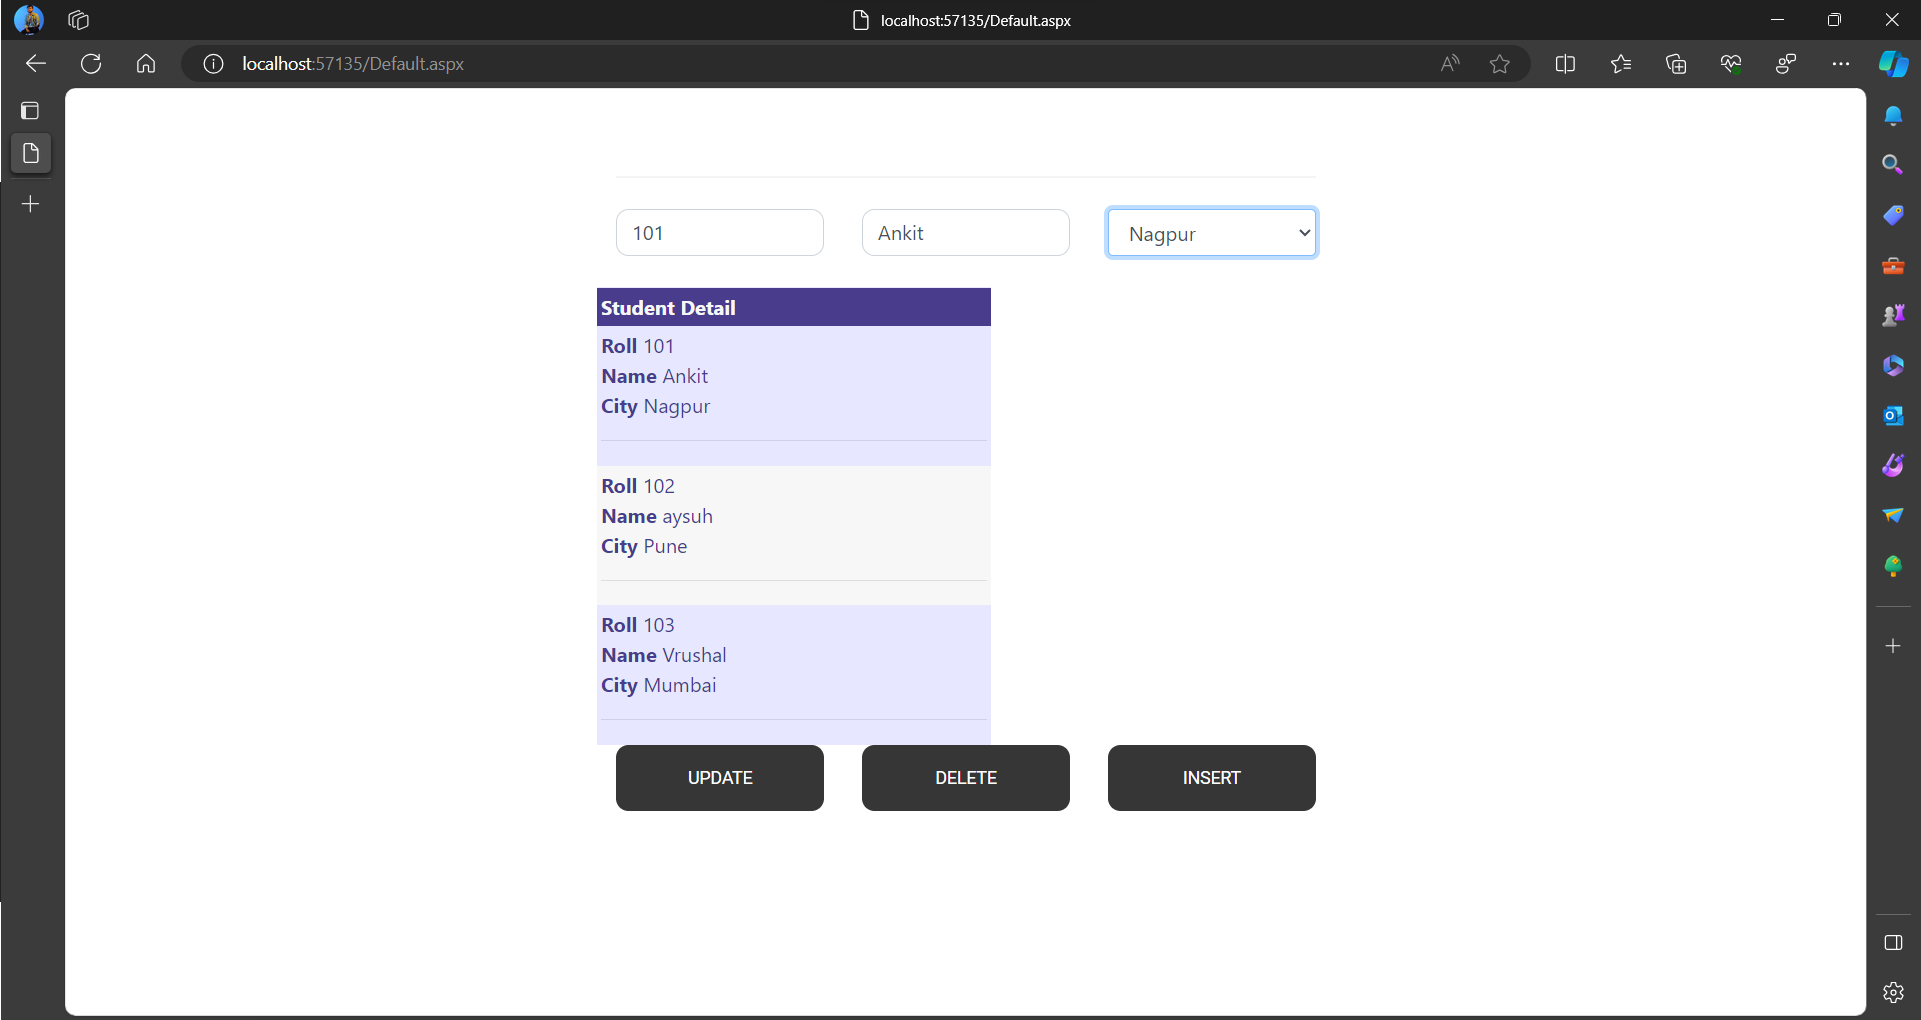 localhost:57135/Default.aspx
localhost:57135/Default.aspx
101 Ankit Nagpur
Student Detail
Roll 101
Name Ankit
City Nagpur
Roll 102
Name aysuh
City Pune
Roll 103
Name Vrushal
City Mumbai
UPDATE DELETE INSERT